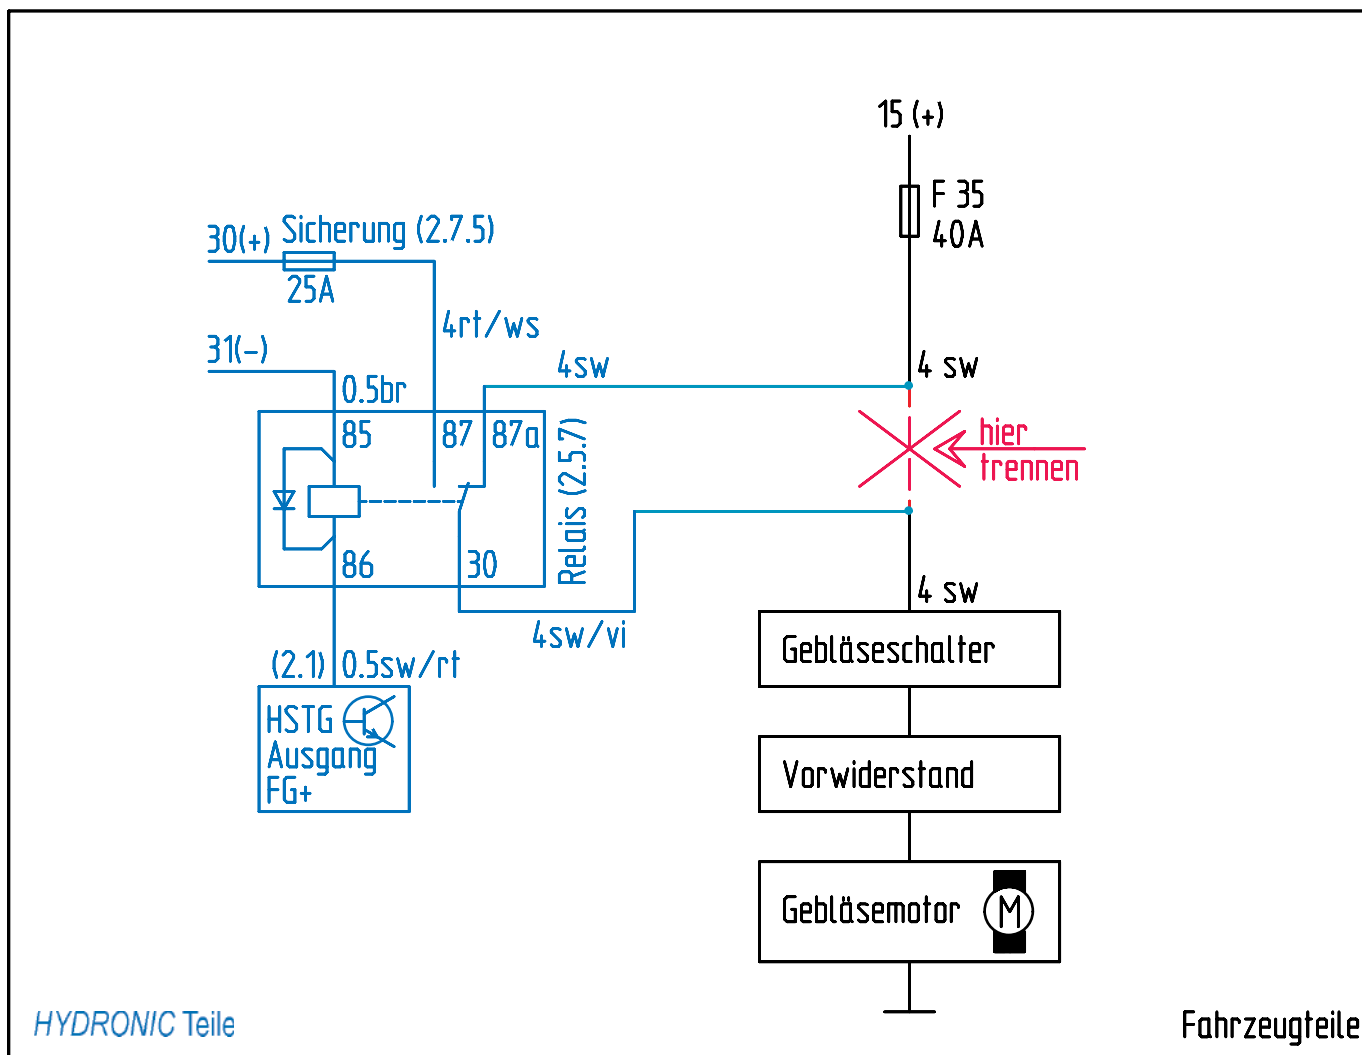 15 (+)
F 35
40A
30(+)
Sicherung (2.7.5)
25A
4rt/ws
31(-)
0.5br
4sw
4 sw
85
87
87a
hier
trennen
Relais (2.5.7)
86
30
4sw/vi
4 sw
(2.1)
0.5sw/rt
HSTG
Ausgang
FG+
Gebläseschalter
Vorwiderstand
Gebläsemotor
M
HYDRONIC Teile
Fahrzeugteile